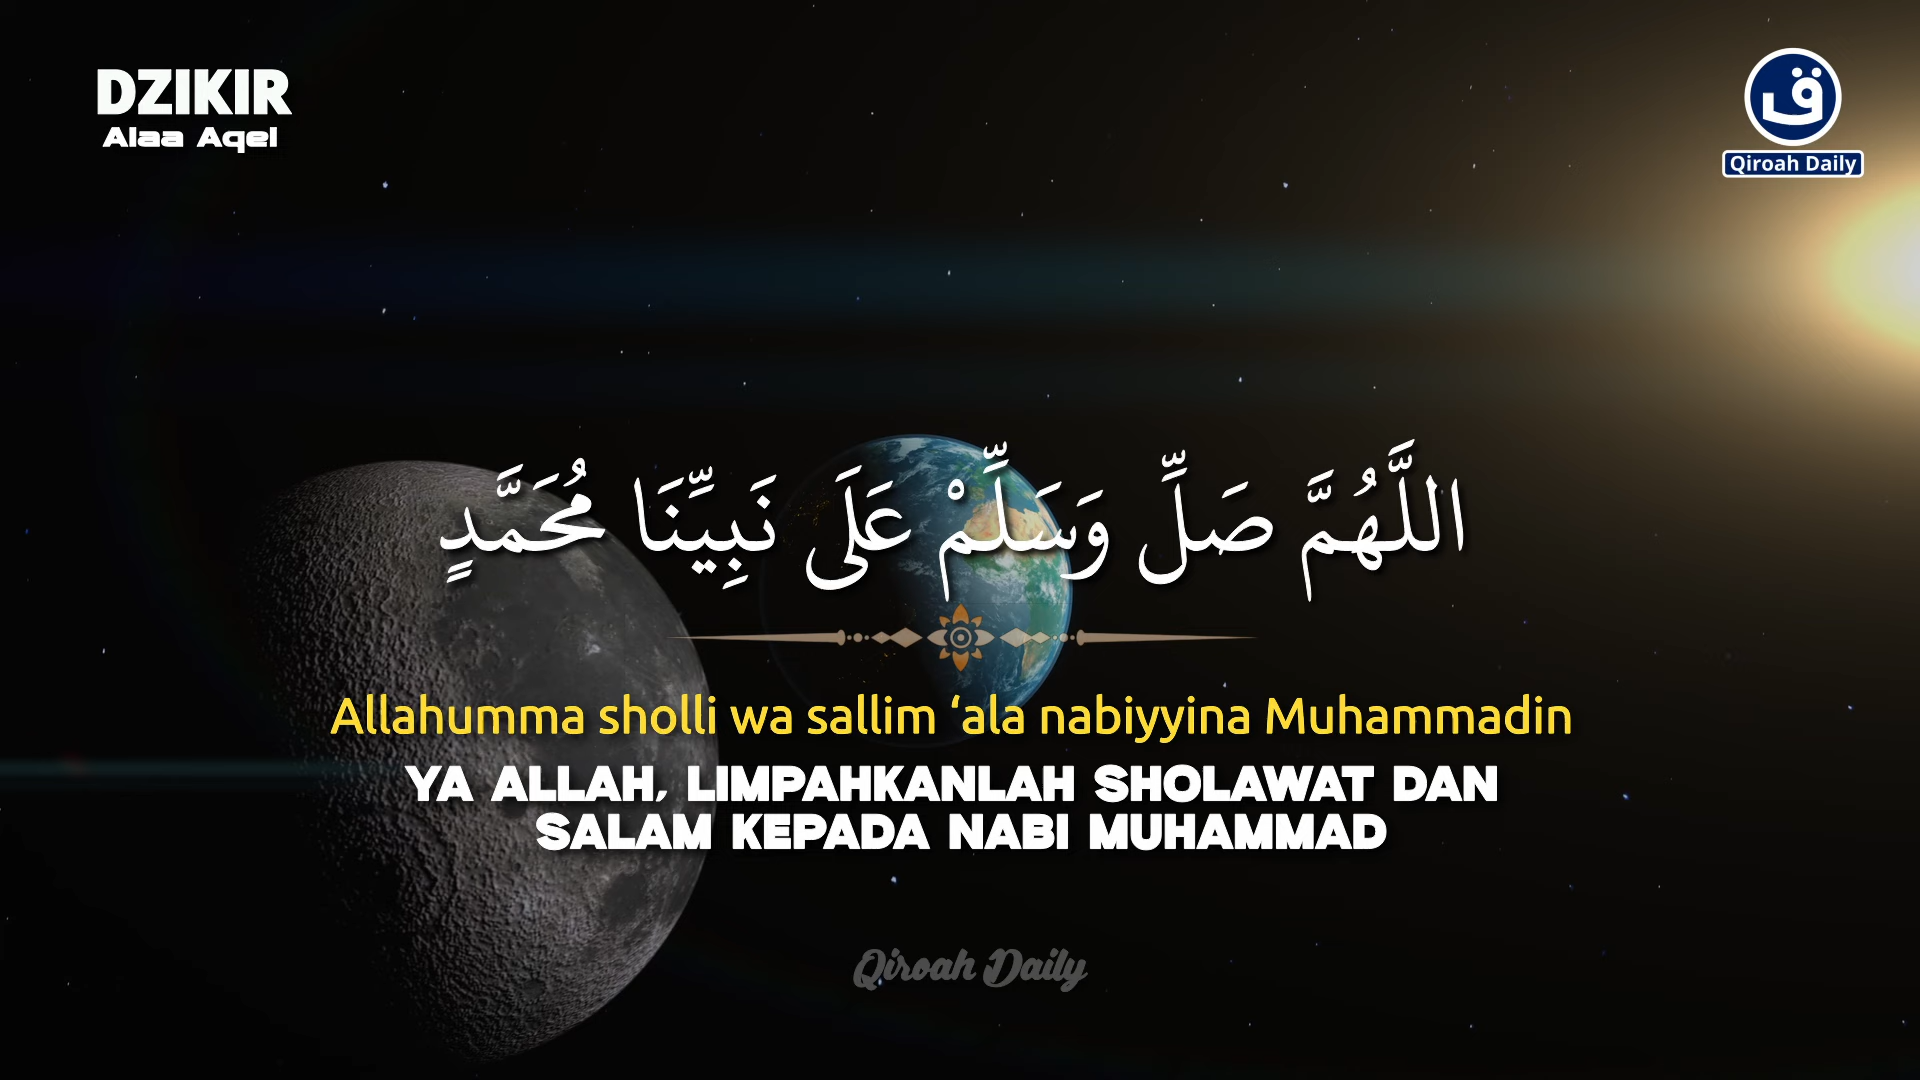 DZIKIR
Alaa Aqel
ق
Qiroah Daily
اللَّهُمَّ صَلِّ وَسَلِّمْ عَلَى نَبِيِّنَا مُحَمَّدٍ
Allahumma sholli wa sallim ‘ala nabiyyina Muhammadin
YA ALLAH, LIMPAHKANLAH SHOLAWAT DAN
SALAM KEPADA NABI MUHAMMAD
Qiroah Daily